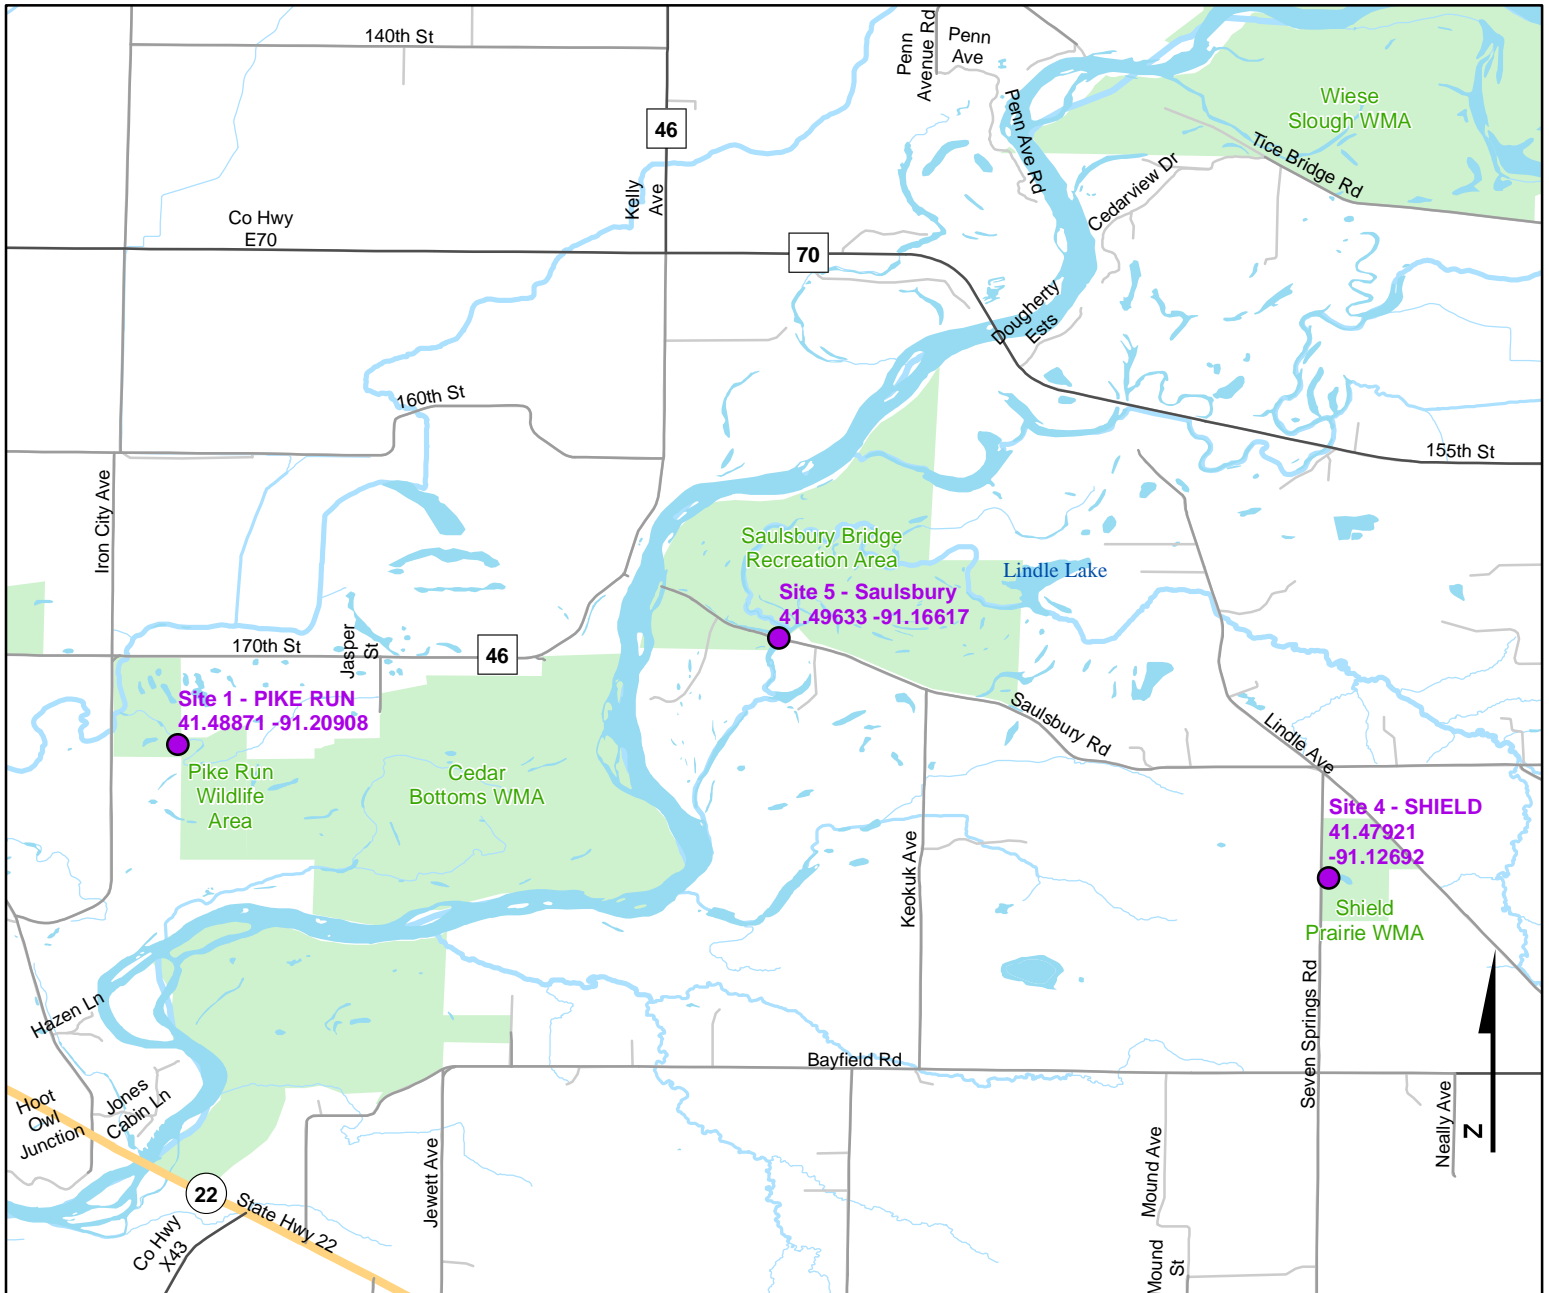 140th St
Penn
Avenue Rd
Penn
Ave
Wiese
Slough WMA
46
Penn Ave Rd
Tice Bridge Rd
Kelly
Ave
Cedarview Dr
Co Hwy
E70
70
Dougherty
Ests
160th St
155th St
Iron City Ave
Saulsbury Bridge
Recreation Area
Lindle Lake
Site 5 - Saulsbury
41.49633 -91.16617
170th St
Jasper
St
46
Site 1 - PIKE RUN
41.48871 -91.20908
Saulsbury Rd
Lindle Ave
Pike Run
Wildlife
Area
Cedar
Bottoms WMA
Site 4 - SHIELD
41.47921
-91.12692
Keokuk Ave
Shield
Prairie WMA
Hazen Ln
Seven Springs Rd
Bayfield Rd
Hoot
Owl
Junction
Jones
Cabin Ln
Neally Ave
N
Jewett Ave
Mound Ave
22
State Hwy 22
Co Hwy
X43
Mound
St